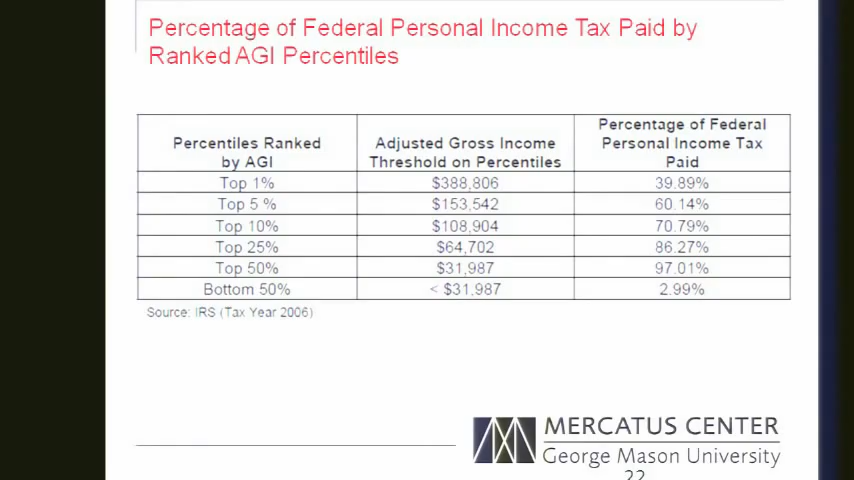 Percentage of Federal Personal Income Tax Paid by
Ranked AGI Percentiles
Percentiles Ranked
by AGI
Adjusted Gross Income
Threshold on Percentiles
Percentage of Federal
Personal Income Tax
Paid
Top 1% $388,806 39.89%
Top 5 % $153,542 60.14%
Top 10% $108,904 70.79%
Top 25% $64,702 86.27%
Top 50% $31,987 97.01%
Bottom 50% < $31,987 2.99%
Source: IRS (Tax Year 2006)
MERCATUS CENTER
George Mason University
22